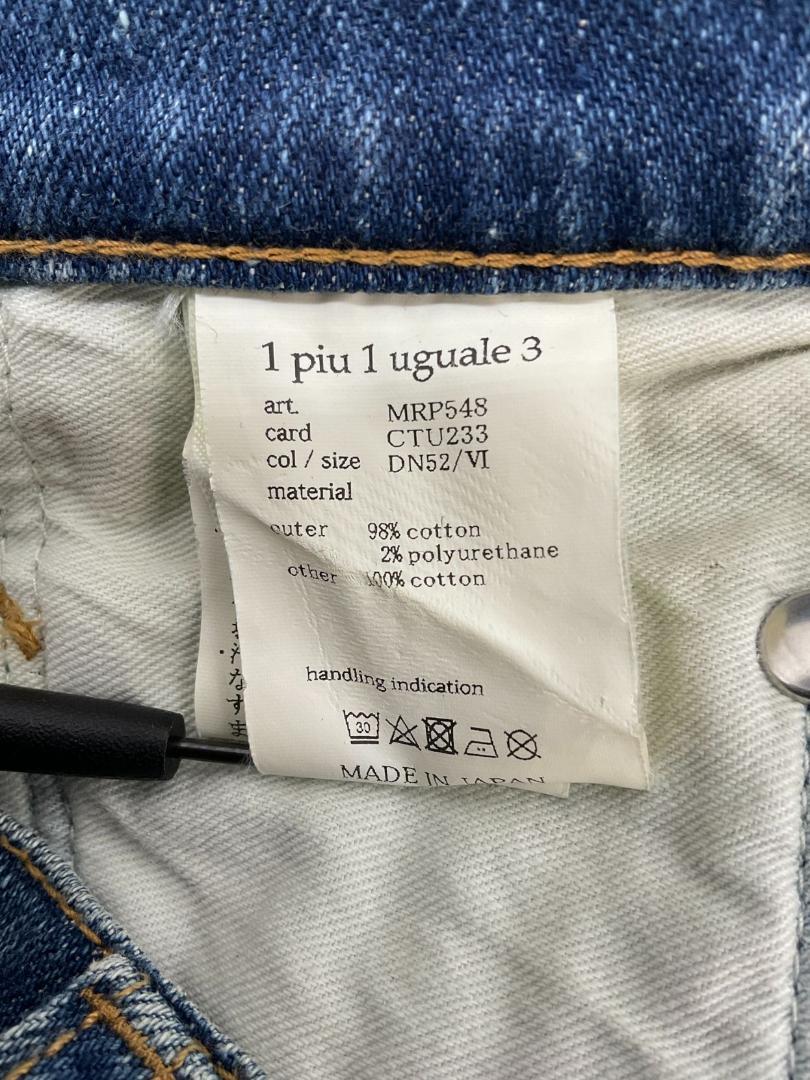 1 piu 1 uguale 3
art. MRP548
card CTU233
col / size DN52/VI
material
outer 98% cotton
2% polyurethane
other 100% cotton
handling indication
30
MADE IN JAPAN